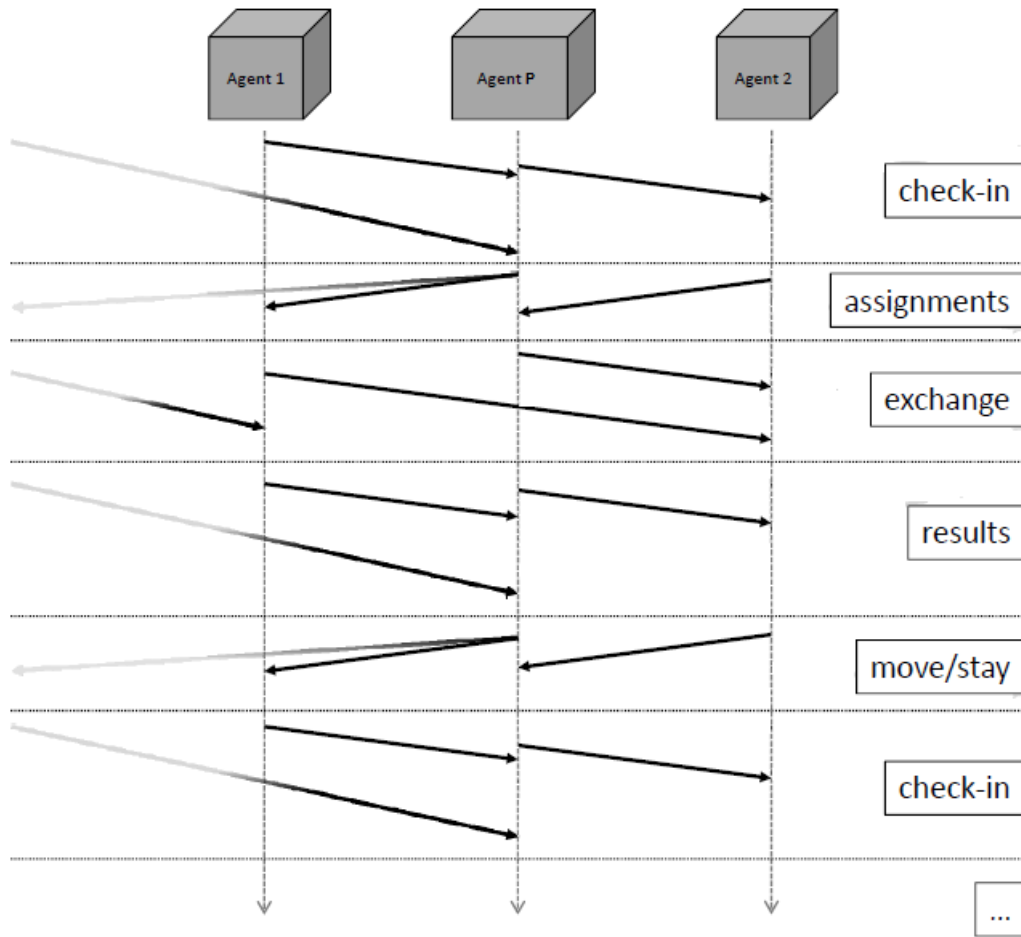 Agent 1
Agent P
Agent 2
check-in
assignments
exchange
results
move/stay
check-in
...